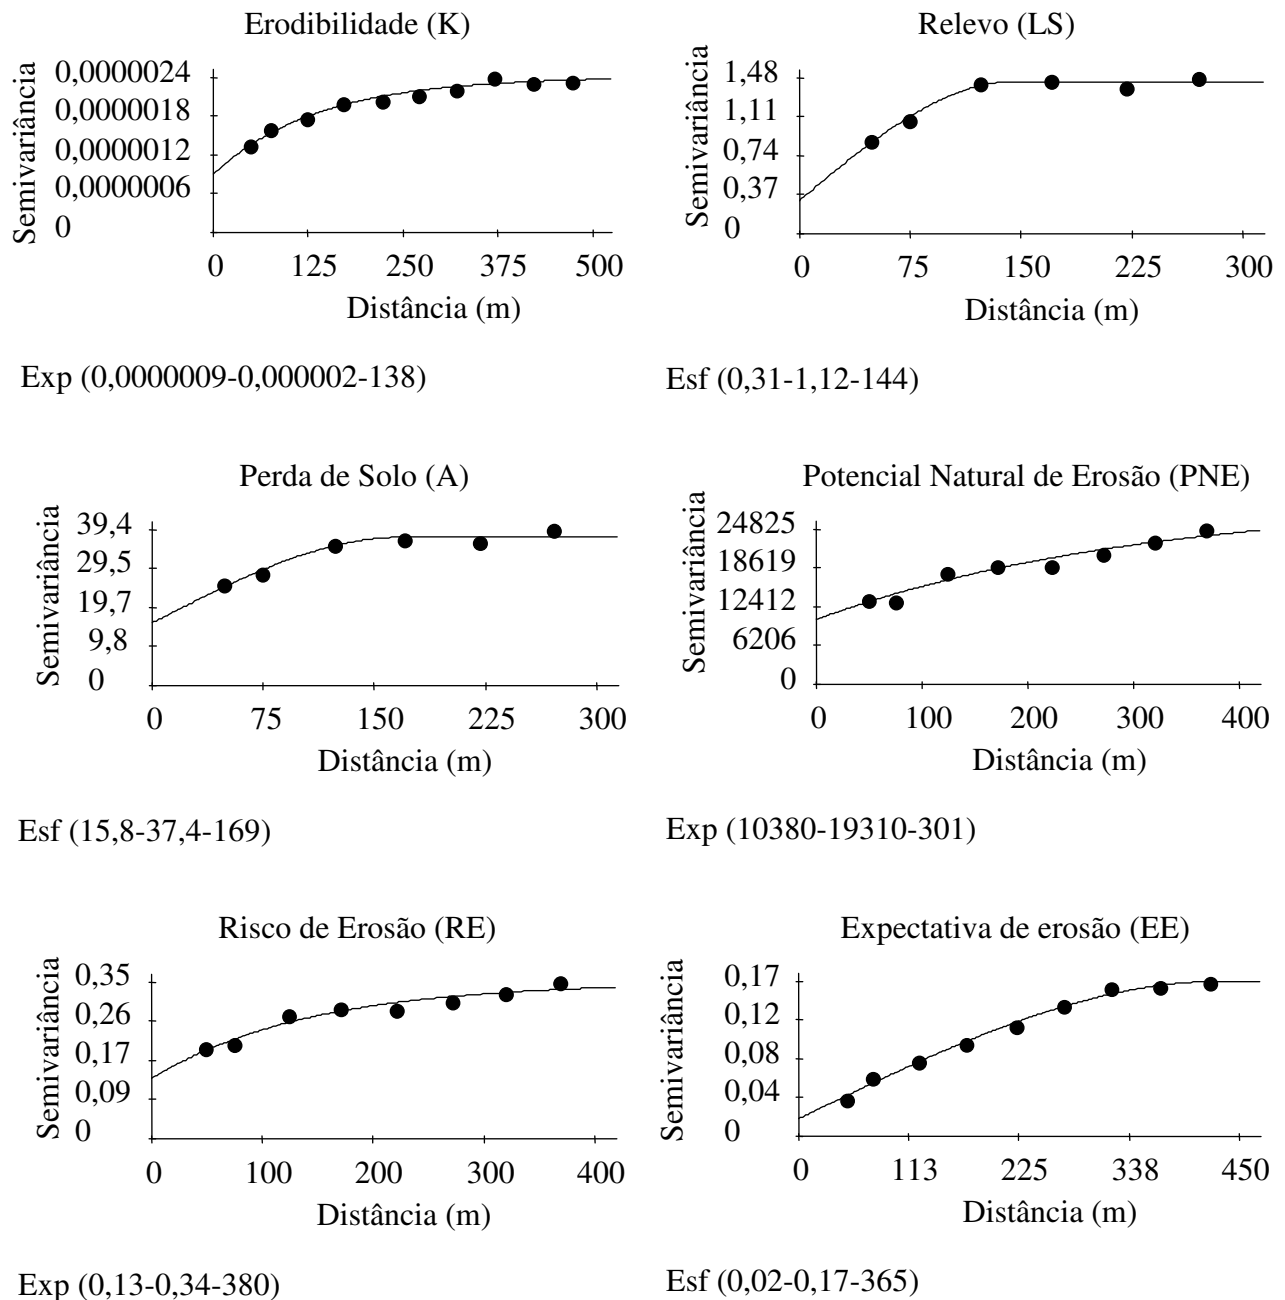 Erodibilidade (K)
Semivariância
0,0000024
0,0000018
0,0000012
0,0000006
0
0 125 250 375 500
Distância (m)
Exp (0,0000009-0,000002-138)
Relevo (LS)
Semivariância
1,48
1,11
0,74
0,37
0
0 75 150 225 300
Distância (m)
Esf (0,31-1,12-144)
Perda de Solo (A)
Semivariância
39,4
29,5
19,7
9,8
0
0 75 150 225 300
Distância (m)
Esf (15,8-37,4-169)
Potencial Natural de Erosão (PNE)
Semivariância
24825
18619
12412
6206
0
0 100 200 300 400
Distância (m)
Exp (10380-19310-301)
Risco de Erosão (RE)
Semivariância
0,35
0,26
0,17
0,09
0
0 100 200 300 400
Distância (m)
Exp (0,13-0,34-380)
Expectativa de erosão (EE)
Semivariância
0,17
0,12
0,08
0,04
0
0 113 225 338 450
Distância (m)
Esf (0,02-0,17-365)